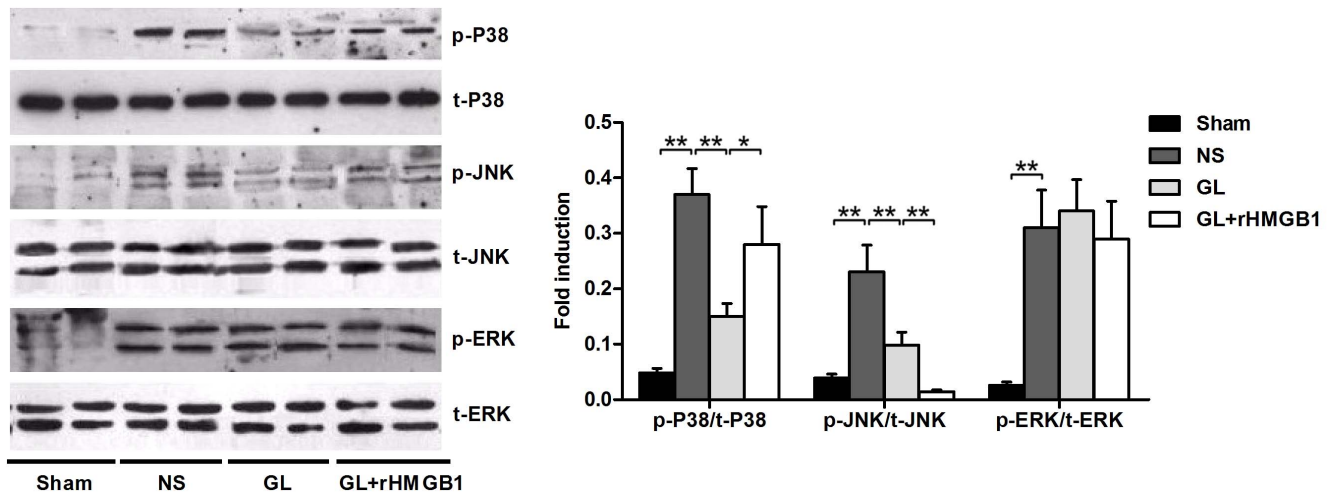 p-P38
t-P38
p-JNK
t-JNK
p-ERK
t-ERK
Sham NS GL GL+rHMGB1
Fold induction
0.5
0.4
0.3
0.2
0.1
0.0
** ** *
** ** **
**
p-P38/t-P38 p-JNK/t-JNK p-ERK/t-ERK
Sham
NS
GL
GL+rHMGB1